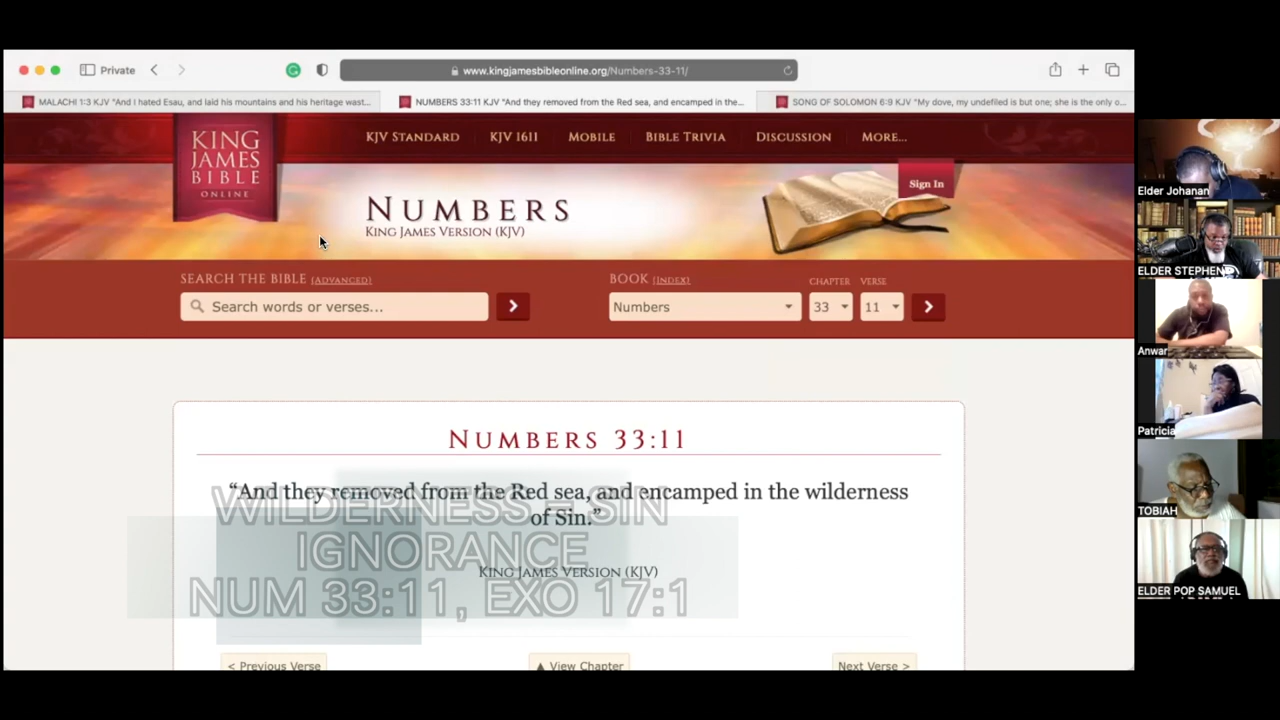 Private
www.kingjamesbibleonline.org/Numbers-33-11/
MALACHI 1:3 KJV "And I hated Esau, and laid his mountains and his heritage wast...
NUMBERS 33:11 KJV "And they removed from the Red sea, and encamped in the...
SONG OF SOLOMON 6:9 KJV "My dove, my undefiled is but one; she is the only o...
KING
JAMES
BIBLE
ONLINE
KJV STANDARD
KJV 1611
MOBILE
BIBLE TRIVIA
DISCUSSION
MORE...
Sign In
NUMBERS
KING JAMES VERSION (KJV)
SEARCH THE BIBLE (ADVANCED)
BOOK (INDEX)
CHAPTER
VERSE
Search words or verses...
Numbers
33
11
NUMBERS 33:11
“And they removed from the Red sea, and encamped in the wilderness
of Sin.”
KING JAMES VERSION (KJV)
WILDERNESS = SIN
IGNORANCE
NUM 33:11, EXO 17:1
< Previous Verse
▲ View Chapter
Next Verse >
Elder Johanan
ELDER STEPHEN
Anwar
Patricia
TOBIAH
ELDER POP SAMUEL